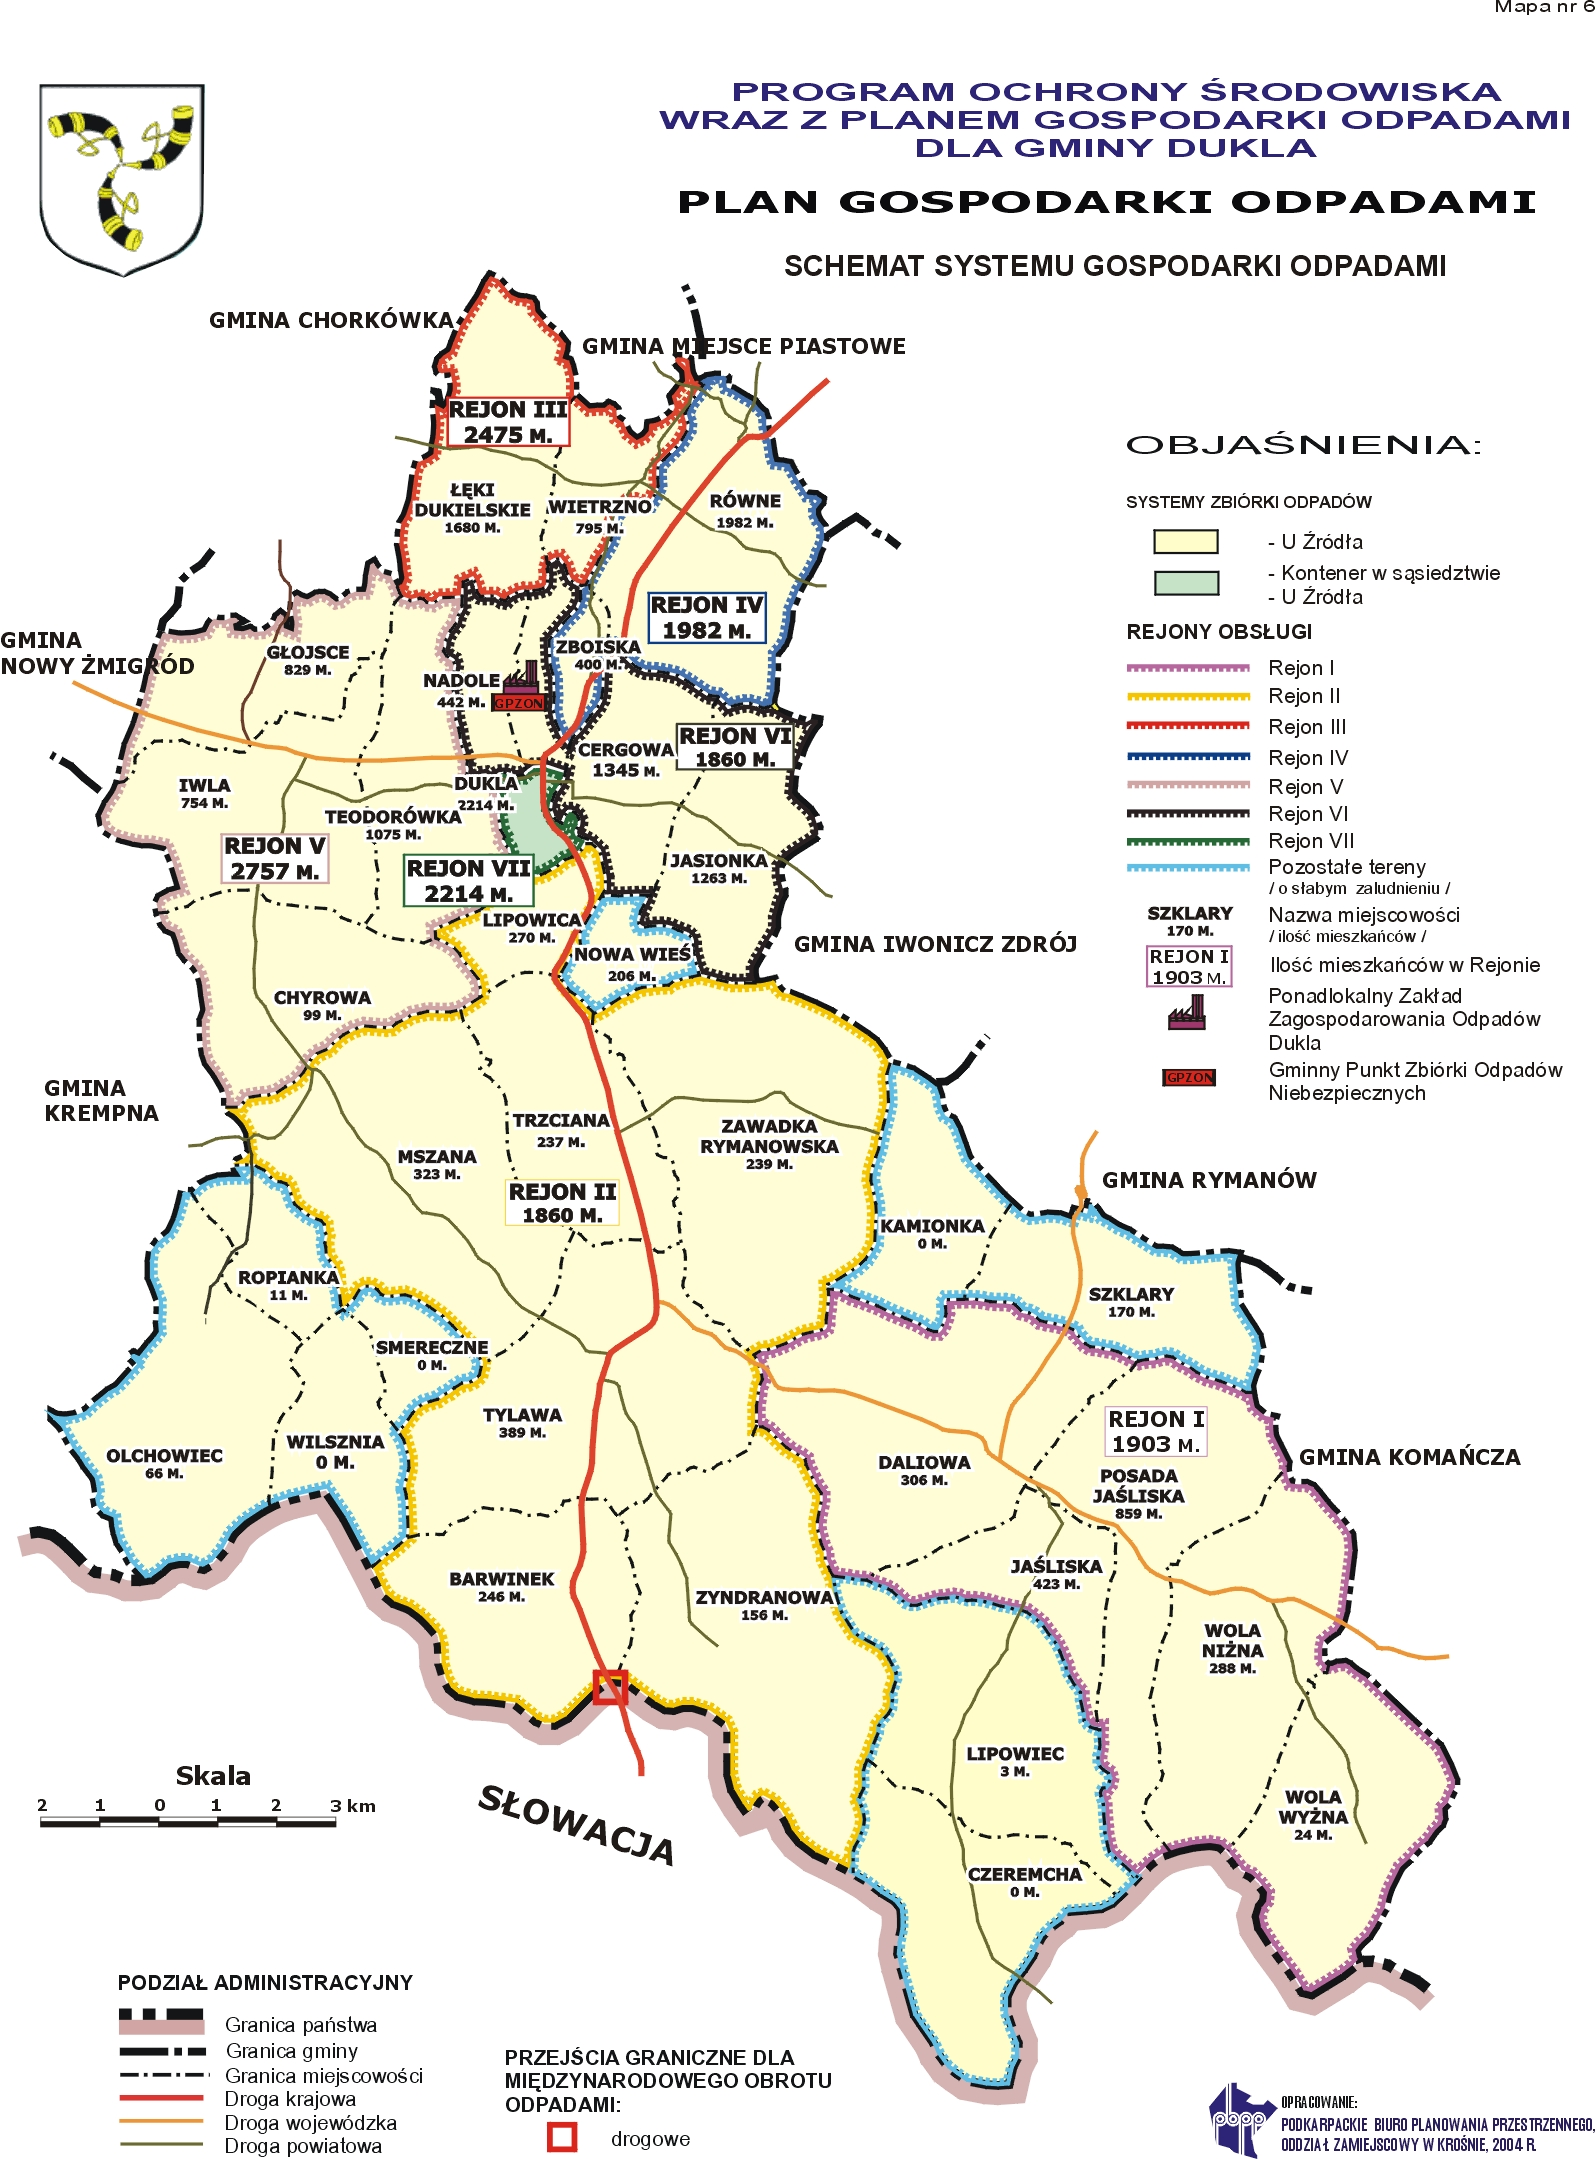 Mapa nr 6
PROGRAM OCHRONY ŚRODOWISKA
WRAZ Z PLANEM GOSPODARKI ODPADAMI
DLA GMINY DUKLA
PLAN GOSPODARKI ODPADAMI
SCHEMAT SYSTEMU GOSPODARKI ODPADAMI
GMINA CHORKÓWKA
GMINA MIEJSCE PIASTOWE
REJON III
2475 M.
ŁĘKI
DUKIELSKIE
1680 M.
WIETRZNO
795 M.
RÓWNE
1982 M.
REJON IV
1982 M.
GMINA
NOWY ŻMIGRÓD
GŁOJSCE
829 M.
ZBOISKA
400 M.
NADOLE
442 M.
GPZON
CERGOWA
1345 M.
REJON VI
1860 M.
IWLA
754 M.
DUKLA
2214 M.
TEODORÓWKA
1075 M.
REJON V
2757 M.
REJON VII
2214 M.
JASIONKA
1263 M.
LIPOWICA
270 M.
NOWA WIEŚ
206 M.
GMINA IWONICZ ZDRÓJ
CHYROWA
99 M.
GMINA
KREMPNA
TRZCIANA
237 M.
ZAWADKA
RYMANOWSKA
239 M.
MSZANA
323 M.
REJON II
1860 M.
GMINA RYMANÓW
KAMIONKA
0 M.
ROPIANKA
11 M.
SZKLARY
170 M.
SMERECZNE
0 M.
TYLAWA
389 M.
REJON I
1903 M.
OLCHOWIEC
66 M.
WILSZNIA
0 M.
DALIOWA
306 M.
POSADA
JAŚLISKA
859 M.
GMINA KOMAŃCZA
JAŚLISKA
423 M.
BARWINEK
246 M.
ZYNDRANOWA
156 M.
WOLA
NIŻNA
288 M.
LIPOWIEC
3 M.
WOLA
WYŻNA
24 M.
CZEREMCHA
0 M.
SŁOWACJA
OBJAŚNIENIA:
SYSTEMY ZBIÓRKI ODPADÓW
- U Źródła
- Kontener w sąsiedztwie
- U Źródła
REJONY OBSŁUGI
Rejon I
Rejon II
Rejon III
Rejon IV
Rejon V
Rejon VI
Rejon VII
Pozostałe tereny
/ o słabym zaludnieniu /
SZKLARY
170 M.
Nazwa miejscowości
/ ilość mieszkańców /
REJON I
1903 M.
Ilość mieszkańców w Rejonie
Ponadlokalny Zakład
Zagospodarowania Odpadów
Dukla
GPZON
Gminny Punkt Zbiórki Odpadów
Niebezpiecznych
Skala
2 1 0 1 2 3 km
PODZIAŁ ADMINISTRACYJNY
Granica państwa
Granica gminy
Granica miejscowości
Droga krajowa
Droga wojewódzka
Droga powiatowa
PRZEJŚCIA GRANICZNE DLA
MIĘDZYNARODOWEGO OBROTU
ODPADAMI:
drogowe
pbpp
OPRACOWANIE:
PODKARPACKIE BIURO PLANOWANIA PRZESTRZENNEGO,
ODDZIAŁ ZAMIEJSCOWY W KROŚNIE, 2004 R.